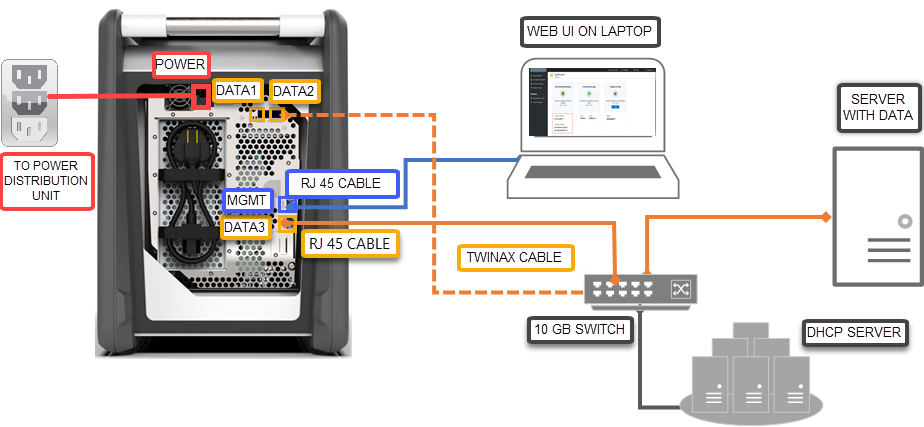 WEB UI ON LAPTOP
POWER
DATA1
DATA2
SERVER
WITH DATA
TO POWER
DISTRIBUTION
UNIT
RJ 45 CABLE
MGMT
DATA3
RJ 45 CABLE
TWINAX CABLE
10 GB SWITCH
DHCP SERVER